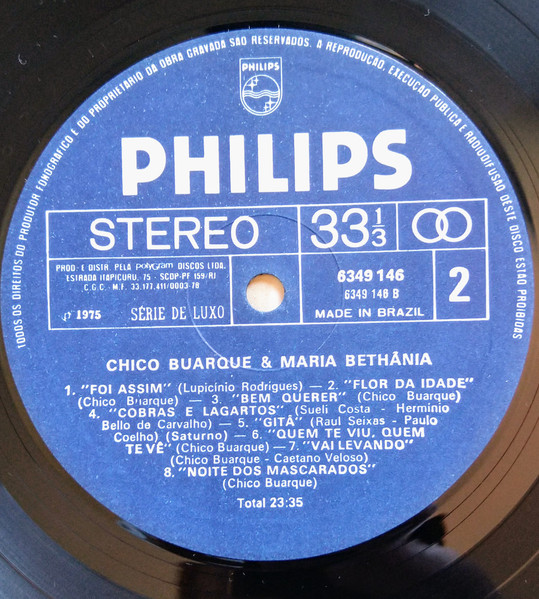 TODOS OS DIREITOS DO PRODUTOR FONOGRÁFICO E DO PROPRIETÁRIO DA OBRA GRAVADA SÃO RESERVADOS. A REPRODUÇÃO, EXECUÇÃO PÚBLICA E RADIODIFUSÃO DESTE DISCO ESTÃO PROIBIDAS
PHILIPS
PHILIPS
STEREO
33 1/3
PROD. E DISTR. PELA polyGram DISCOS LTDA.
ESTRADA ITAPICURU, 75 - SCDP-PF 159/RJ
C.G.C. - M.F. 33.177.411/0003-78
℗ 1975 SÉRIE DE LUXO
6349 146
6349 146 B
MADE IN BRAZIL
2
CHICO BUARQUE & MARIA BETHÂNIA
1. "FOI ASSIM" (Lupicínio Rodrigues) — 2. "FLOR DA IDADE"
(Chico Buarque) — 3. "BEM QUERER" (Chico Buarque)
4. "COBRAS E LAGARTOS" (Sueli Costa - Hermínio
Bello de Carvalho) — 5. "GITÂ" (Raul Seixas - Paulo
Coelho) (Saturno) — 6. "QUEM TE VIU, QUEM
TE VÊ" (Chico Buarque) — 7. "VAI LEVANDO"
(Chico Buarque - Caetano Veloso)
8. "NOITE DOS MASCARADOS"
(Chico Buarque)
Total 23:35